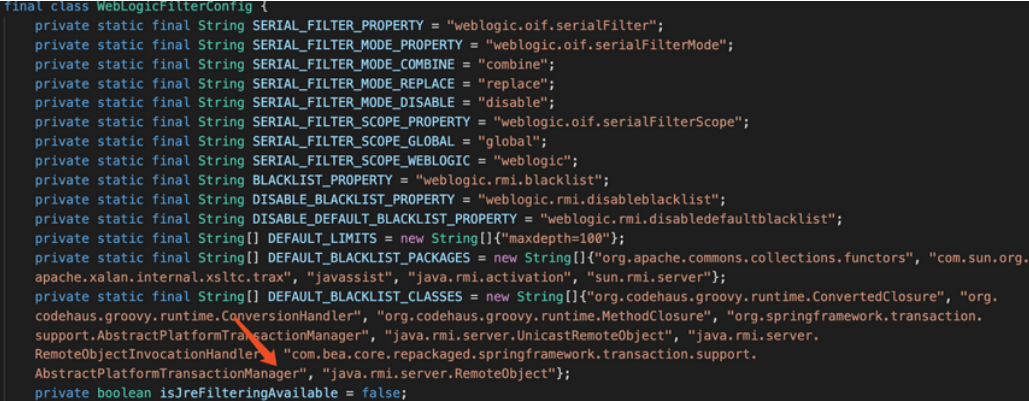 final class WebLogicFilterConfig {
private static final String SERIAL_FILTER_PROPERTY = "weblogic.oif.serialFilter";
private static final String SERIAL_FILTER_MODE_PROPERTY = "weblogic.oif.serialFilterMode";
private static final String SERIAL_FILTER_MODE_COMBINE = "combine";
private static final String SERIAL_FILTER_MODE_REPLACE = "replace";
private static final String SERIAL_FILTER_MODE_DISABLE = "disable";
private static final String SERIAL_FILTER_SCOPE_PROPERTY = "weblogic.oif.serialFilterScope";
private static final String SERIAL_FILTER_SCOPE_GLOBAL = "global";
private static final String SERIAL_FILTER_SCOPE_WEBLOGIC = "weblogic";
private static final String BLACKLIST_PROPERTY = "weblogic.rmi.blacklist";
private static final String DISABLE_BLACKLIST_PROPERTY = "weblogic.rmi.disableblacklist";
private static final String DISABLE_DEFAULT_BLACKLIST_PROPERTY = "weblogic.rmi.disabledefaultblacklist";
private static final String[] DEFAULT_LIMITS = new String[]{"maxdepth=100"};
private static final String[] DEFAULT_BLACKLIST_PACKAGES = new String[]{"org.apache.commons.collections.functors", "com.sun.org.
apache.xalan.internal.xsltc.trax", "javassist", "java.rmi.activation", "sun.rmi.server"};
private static final String[] DEFAULT_BLACKLIST_CLASSES = new String[]{"org.codehaus.groovy.runtime.ConvertedClosure", "org.
codehaus.groovy.runtime.ConversionHandler", "org.codehaus.groovy.runtime.MethodClosure", "org.springframework.transaction.
support.AbstractPlatformTransactionManager", "java.rmi.server.UnicastRemoteObject", "java.rmi.server.
RemoteObjectInvocationHandler", "com.bea.core.repackaged.springframework.transaction.support.
AbstractPlatformTransactionManager", "java.rmi.server.RemoteObject"};
private boolean isJreFilteringAvailable = false;